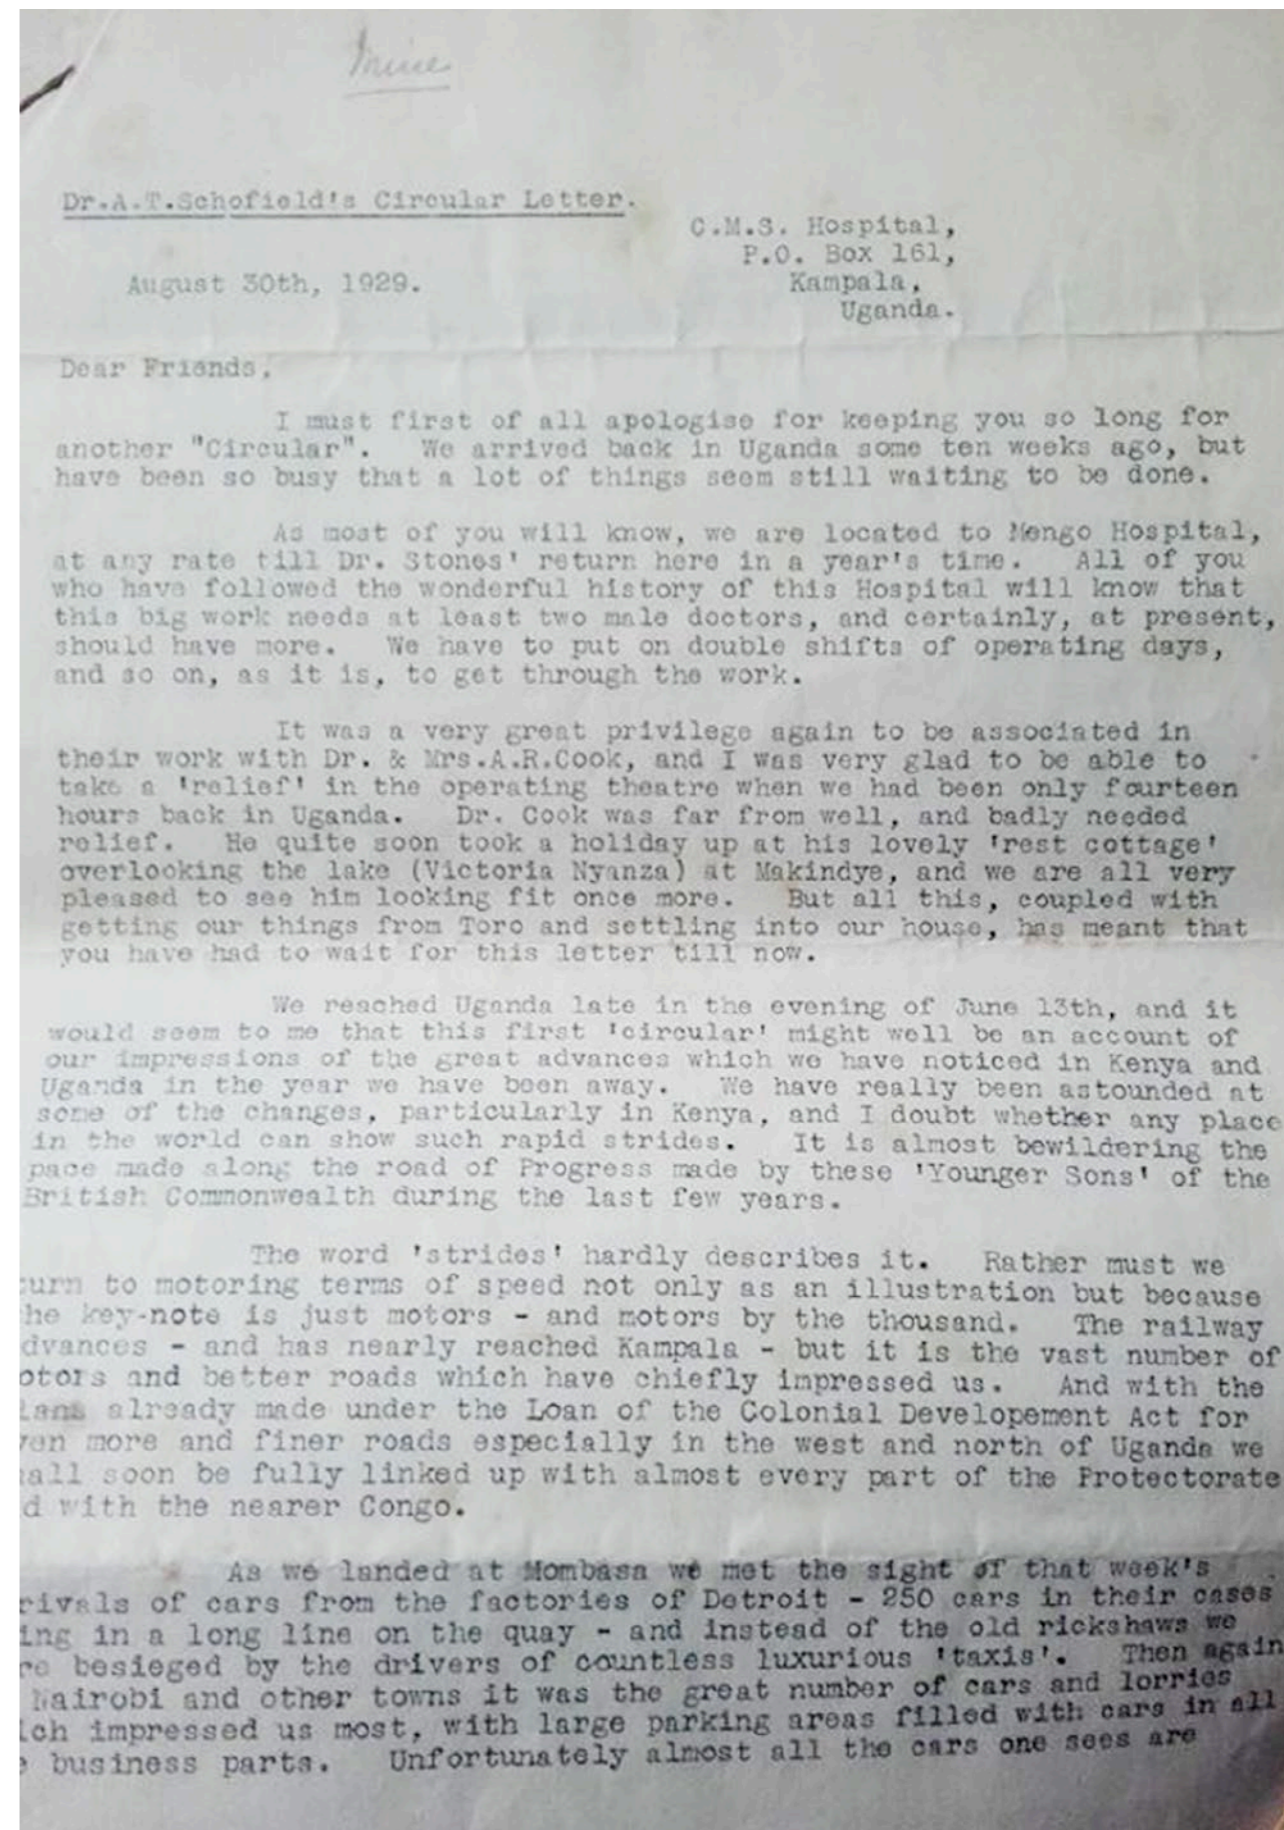 Mine
Dr.A.T.Schofield's Circular Letter.
C.M.S. Hospital,
P.O. Box 161,
Kampala,
Uganda.
August 30th, 1929.
Dear Friends,
I must first of all apologise for keeping you so long for
another "Circular". We arrived back in Uganda some ten weeks ago, but
have been so busy that a lot of things seem still waiting to be done.
As most of you will know, we are located to Mengo Hospital,
at any rate till Dr. Stones' return here in a year's time. All of you
who have followed the wonderful history of this Hospital will know that
this big work needs at least two male doctors, and certainly, at present,
should have more. We have to put on double shifts of operating days,
and so on, as it is, to get through the work.
It was a very great privilege again to be associated in
their work with Dr. & Mrs.A.R.Cook, and I was very glad to be able to
take a 'relief' in the operating theatre when we had been only fourteen
hours back in Uganda. Dr. Cook was far from well, and badly needed
relief. He quite soon took a holiday up at his lovely 'rest cottage'
overlooking the lake (Victoria Nyanza) at Makindye, and we are all very
pleased to see him looking fit once more. But all this, coupled with
getting our things from Toro and settling into our house, has meant that
you have had to wait for this letter till now.
We reached Uganda late in the evening of June 13th, and it
would seem to me that this first 'circular' might well be an account of
our impressions of the great advances which we have noticed in Kenya and
Uganda in the year we have been away. We have really been astounded at
some of the changes, particularly in Kenya, and I doubt whether any place
in the world can show such rapid strides. It is almost bewildering the
pace made along the road of Progress made by these 'Younger Sons' of the
British Commonwealth during the last few years.
The word 'strides' hardly describes it. Rather must we
urn to motoring terms of speed not only as an illustration but because
he key-note is just motors - and motors by the thousand. The railway
dvances - and has nearly reached Kampala - but it is the vast number of
otors and better roads which have chiefly impressed us. And with the
lans already made under the Loan of the Colonial Developement Act for
ven more and finer roads especially in the west and north of Uganda we
all soon be fully linked up with almost every part of the Protectorate
d with the nearer Congo.
As we landed at Mombasa we met the sight of that week's
rivals of cars from the factories of Detroit - 250 cars in their cases
ing in a long line on the quay - and instead of the old rickshaws we
re besieged by the drivers of countless luxurious 'taxis'. Then again
Nairobi and other towns it was the great number of cars and lorries
ich impressed us most, with large parking areas filled with cars in all
e business parts. Unfortunately almost all the cars one sees are